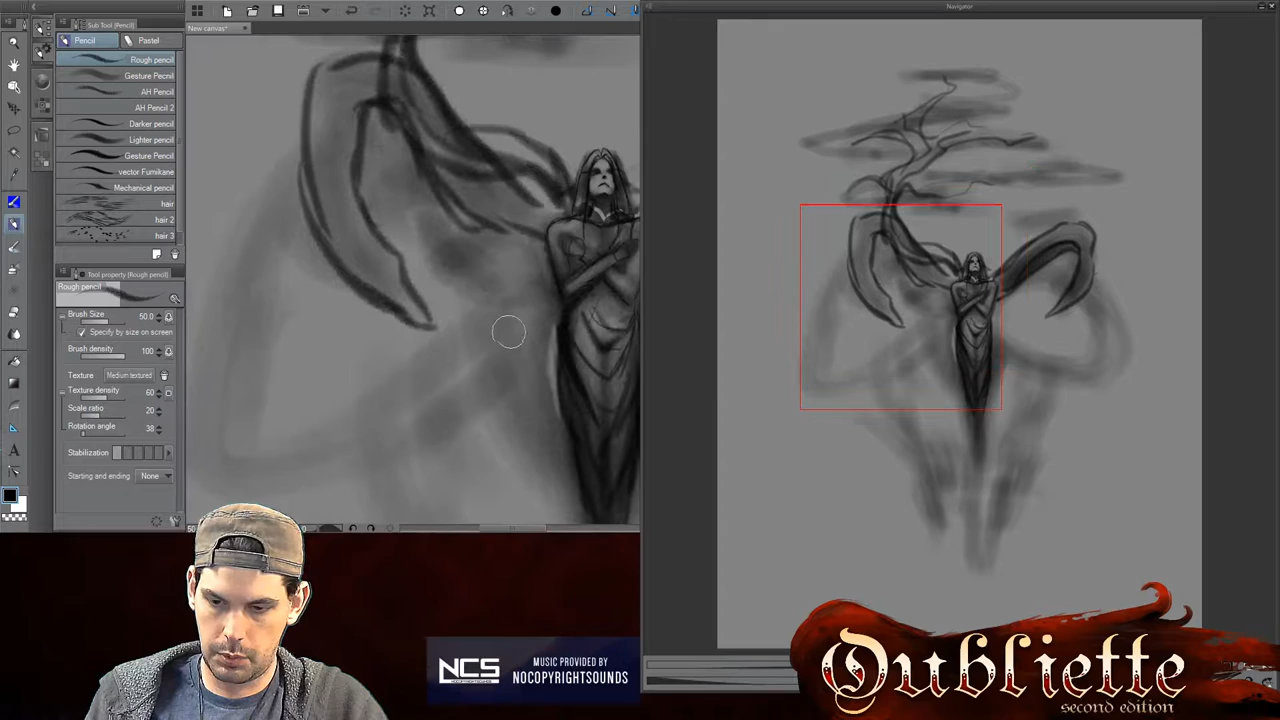 Navigator
Sub Tool [Pencil]
New canvas*
Pencil
Pastel
Rough pencil
Gesture Pecnil
AH Pencil
AH Pencil 2
Darker pencil
Lighter pencil
Gesture Pencil
vector Fumikane
Mechanical pencil
hair
hair 2
hair 3
Tool property [Rough pencil]
Rough pencil
Brush Size 50.0
Specify by size on screen
Brush density 100
Texture Medium textured
Texture density 60
Scale ratio 20
Rotation angle 38
Stabilization
Starting and ending None
A
NCS
MUSIC PROVIDED BY
NOCOPYRIGHTSOUNDS
Oubliette
second edition